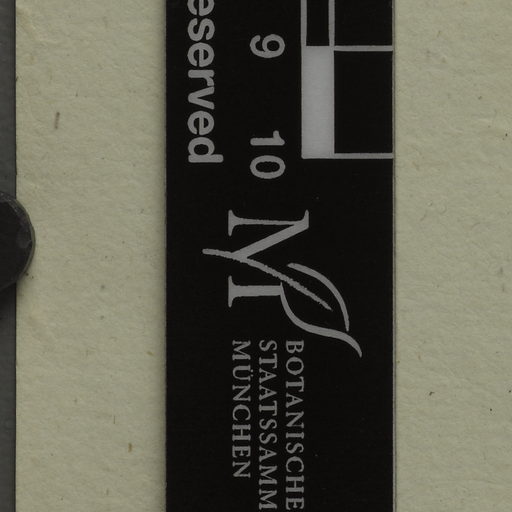 eserved
9 10
M
BOTANISCHE
STAATSSAMM
MÜNCHEN